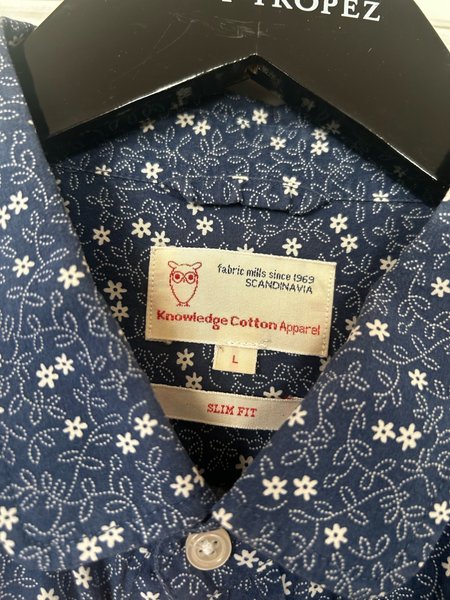 TROPEZ
fabric mills since 1969
SCANDINAVIA
Knowledge Cotton Apparel
L
SLIM FIT